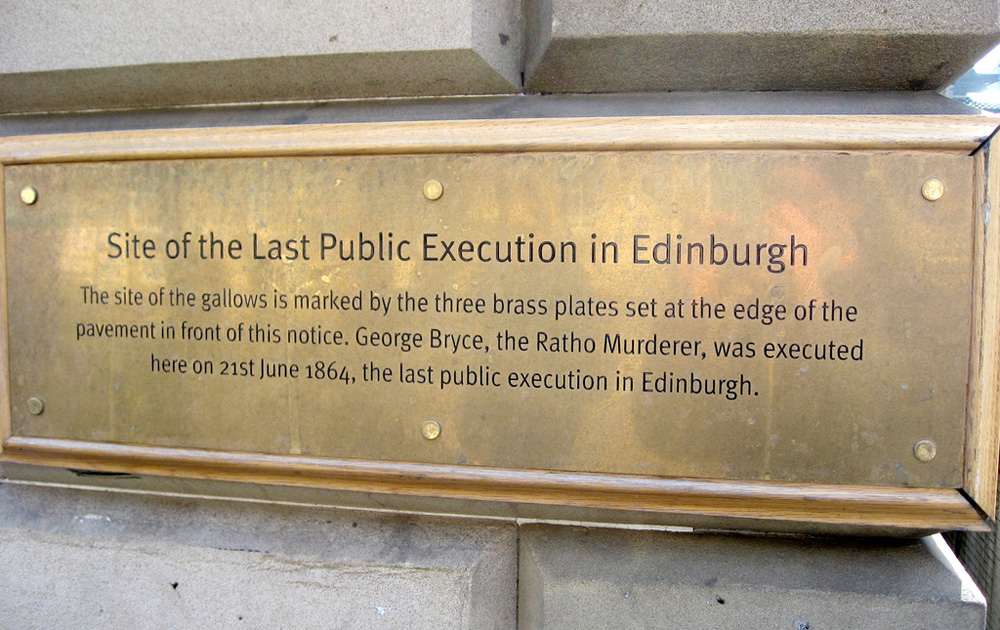 Site of the Last Public Execution in Edinburgh
The site of the gallows is marked by the three brass plates set at the edge of the
pavement in front of this notice. George Bryce, the Ratho Murderer, was executed
here on 21st June 1864, the last public execution in Edinburgh.